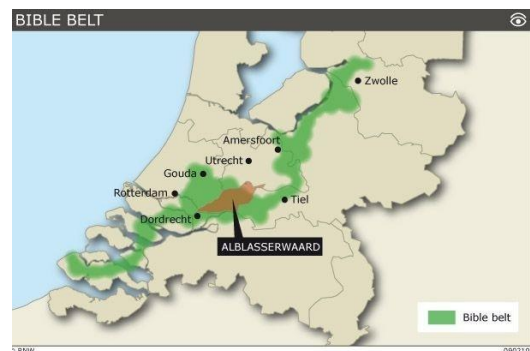 BIBLE BELT
Zwolle
Amersfoort
Utrecht
Gouda
Rotterdam
Tiel
Dordrecht
ALBLASSERWAARD
Bible belt